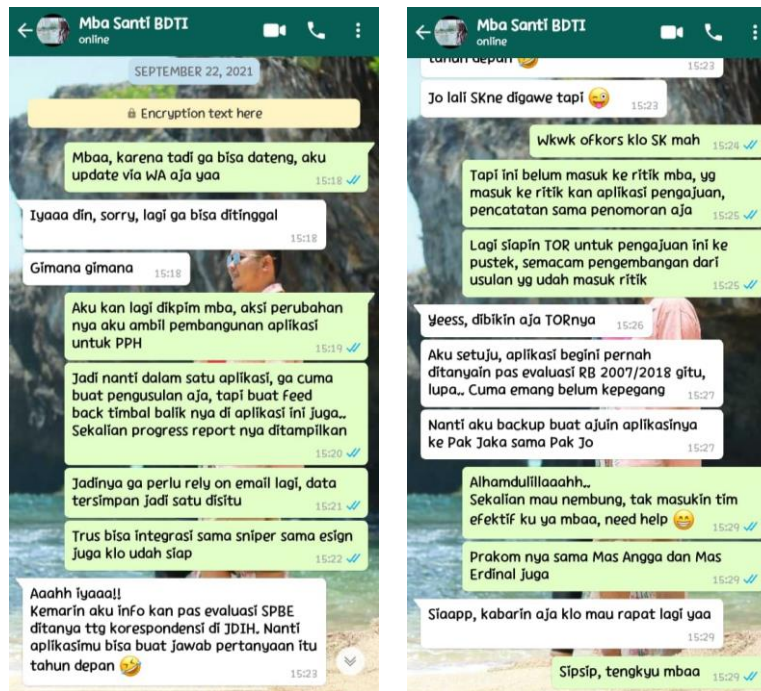 Mba Santi BDTI
online
SEPTEMBER 22, 2021
Encryption text here
Mbaa, karena tadi ga bisa dateng, aku
update via WA aja yaa
15:18
Iyaaa din, sorry, lagi ga bisa ditinggal
15:18
Gimana gimana 15:18
Aku kan lagi dikpim mba, aksi perubahan
nya aku ambil pembangunan aplikasi
untuk PPH
15:19
Jadi nanti dalam satu aplikasi, ga cuma
buat pengusulan aja, tapi buat feed
back timbal balik nya di aplikasi ini juga..
Sekalian progress report nya ditampilkan
15:20
Jadinya ga perlu rely on email lagi, data
tersimpan jadi satu disitu
15:21
Trus bisa integrasi sama sniper sama esign
juga klo udah siap
15:22
Aaahh iyaaa!!
Kemarin aku info kan pas evaluasi SPBE
ditanya ttg korespondensi di JDIH. Nanti
aplikasimu bisa buat jawab pertanyaan itu
tahun depan 🤣
15:23
Mba Santi BDTI
online
tahun depan 🤣
15:23
Jo lali SKne digawe tapi 😜 15:23
Wkwk ofkors klo SK mah 15:24
Tapi ini belum masuk ke ritik mba, yg
masuk ke ritik kan aplikasi pengajuan,
pencatatan sama penomoran aja 15:25
Lagi siapin TOR untuk pengajuan ini ke
pustek, semacam pengembangan dari
usulan yg udah masuk ritik 15:25
Yeess, dibikin aja TORnya 15:26
Aku setuju, aplikasi begini pernah
ditanyain pas evaluasi RB 2007/2018 gitu,
lupa.. Cuma emang belum kepegang 15:27
Nanti aku backup buat ajuin aplikasinya
ke Pak Jaka sama Pak Jo 15:27
Alhamdulillaaahh..
Sekalian mau nembung, tak masukin tim
efektif ku ya mbaa, need help 😁 15:29
Prakom nya sama Mas Angga dan Mas
Erdinal juga 15:29
Siaapp, kabarin aja klo mau rapat lagi yaa
15:29
Sipsip, tengkyu mbaa 15:29